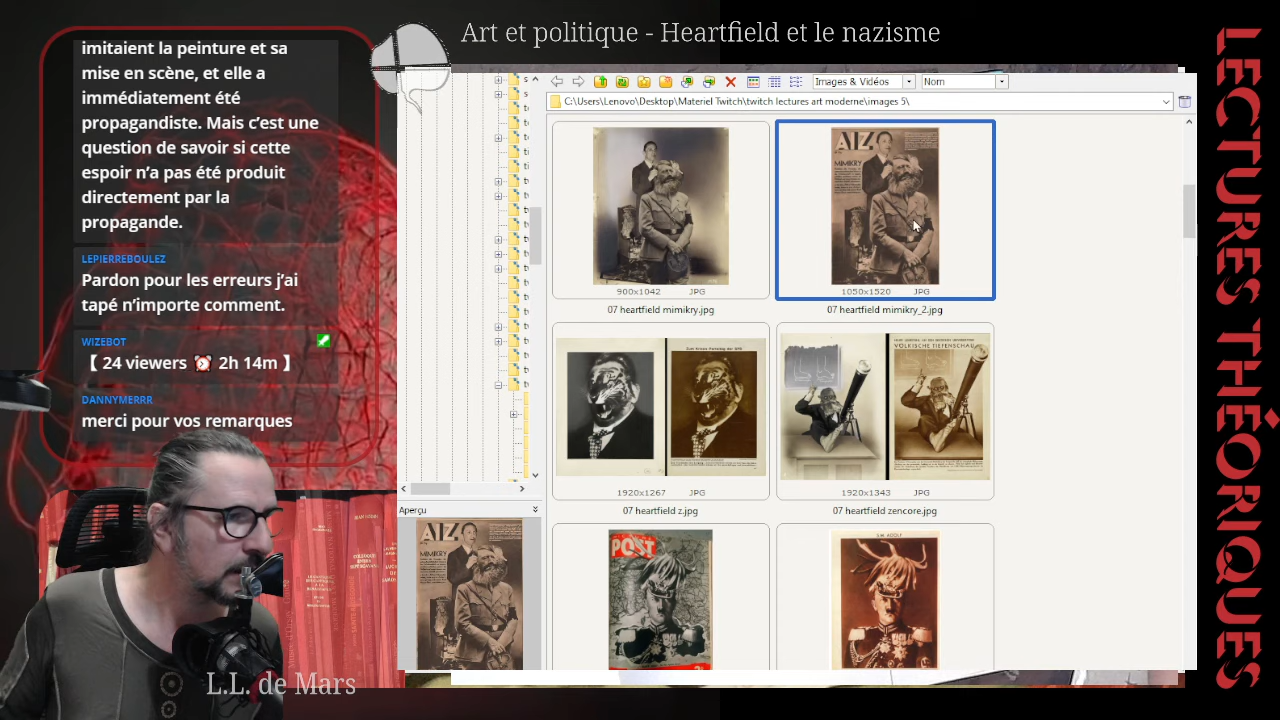 Art et politique - Heartfield et le nazisme
imitaient la peinture et sa
mise en scène, et elle a
immédiatement été
propagandiste. Mais c’est une
question de savoir si cette
espoir n’a pas été produit
directement par la
propagande.
LEPIERREBOULEZ
Pardon pour les erreurs j’ai
tapé n’importe comment.
WIZEBOT
【 24 viewers ⏰ 2h 14m 】
DANNYMERRR
merci pour vos remarques
L.L. de Mars
Images & Vidéos
Nom
C:\Users\Lenovo\Desktop\Materiel Twitch\twitch lectures art moderne\images 5\
AIZ
MIMIKRY
900x1042 JPG
1050x1520 JPG
07 heartfield mimikry.jpg
07 heartfield mimikry_2.jpg
VÖLKISCHE TIEFENSCHAU
1920x1267 JPG
1920x1343 JPG
07 heartfield z.jpg
07 heartfield zencore.jpg
POST
S.M. ADOLF
Aperçu
AIZ
MIMIKRY
LECTURES THÉORIQUES